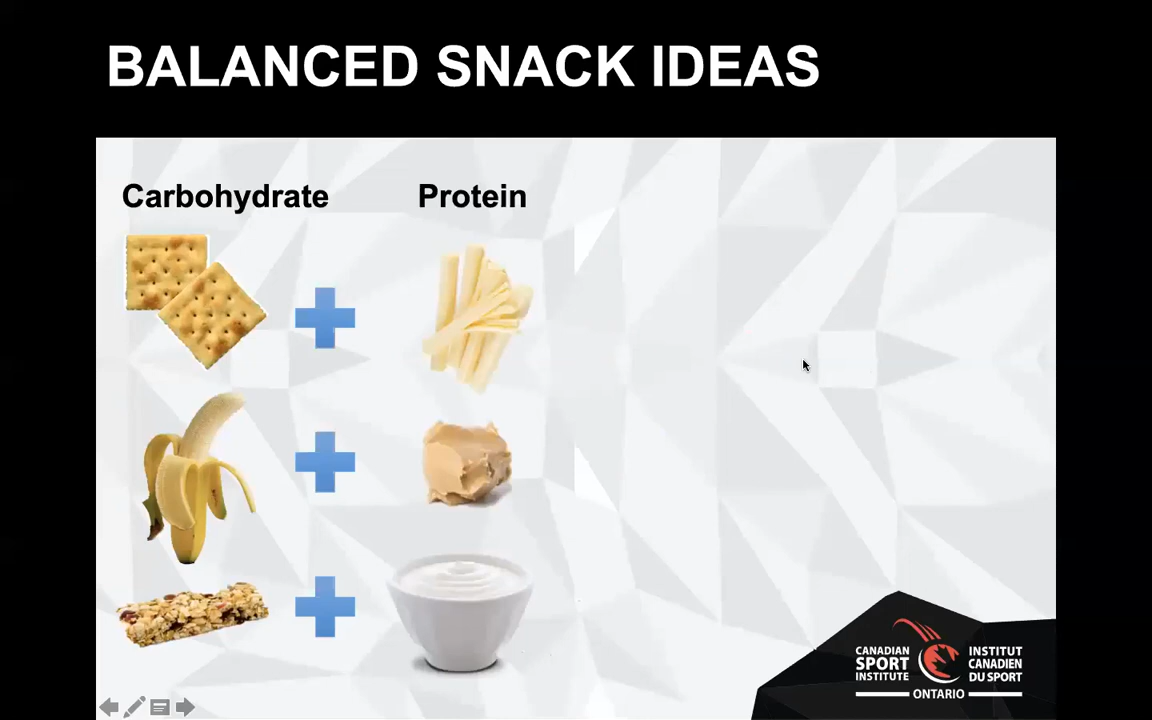 BALANCED SNACK IDEAS
Carbohydrate
Protein
CANADIAN
SPORT
INSTITUTE
INSTITUT
CANADIEN
DU SPORT
ONTARIO